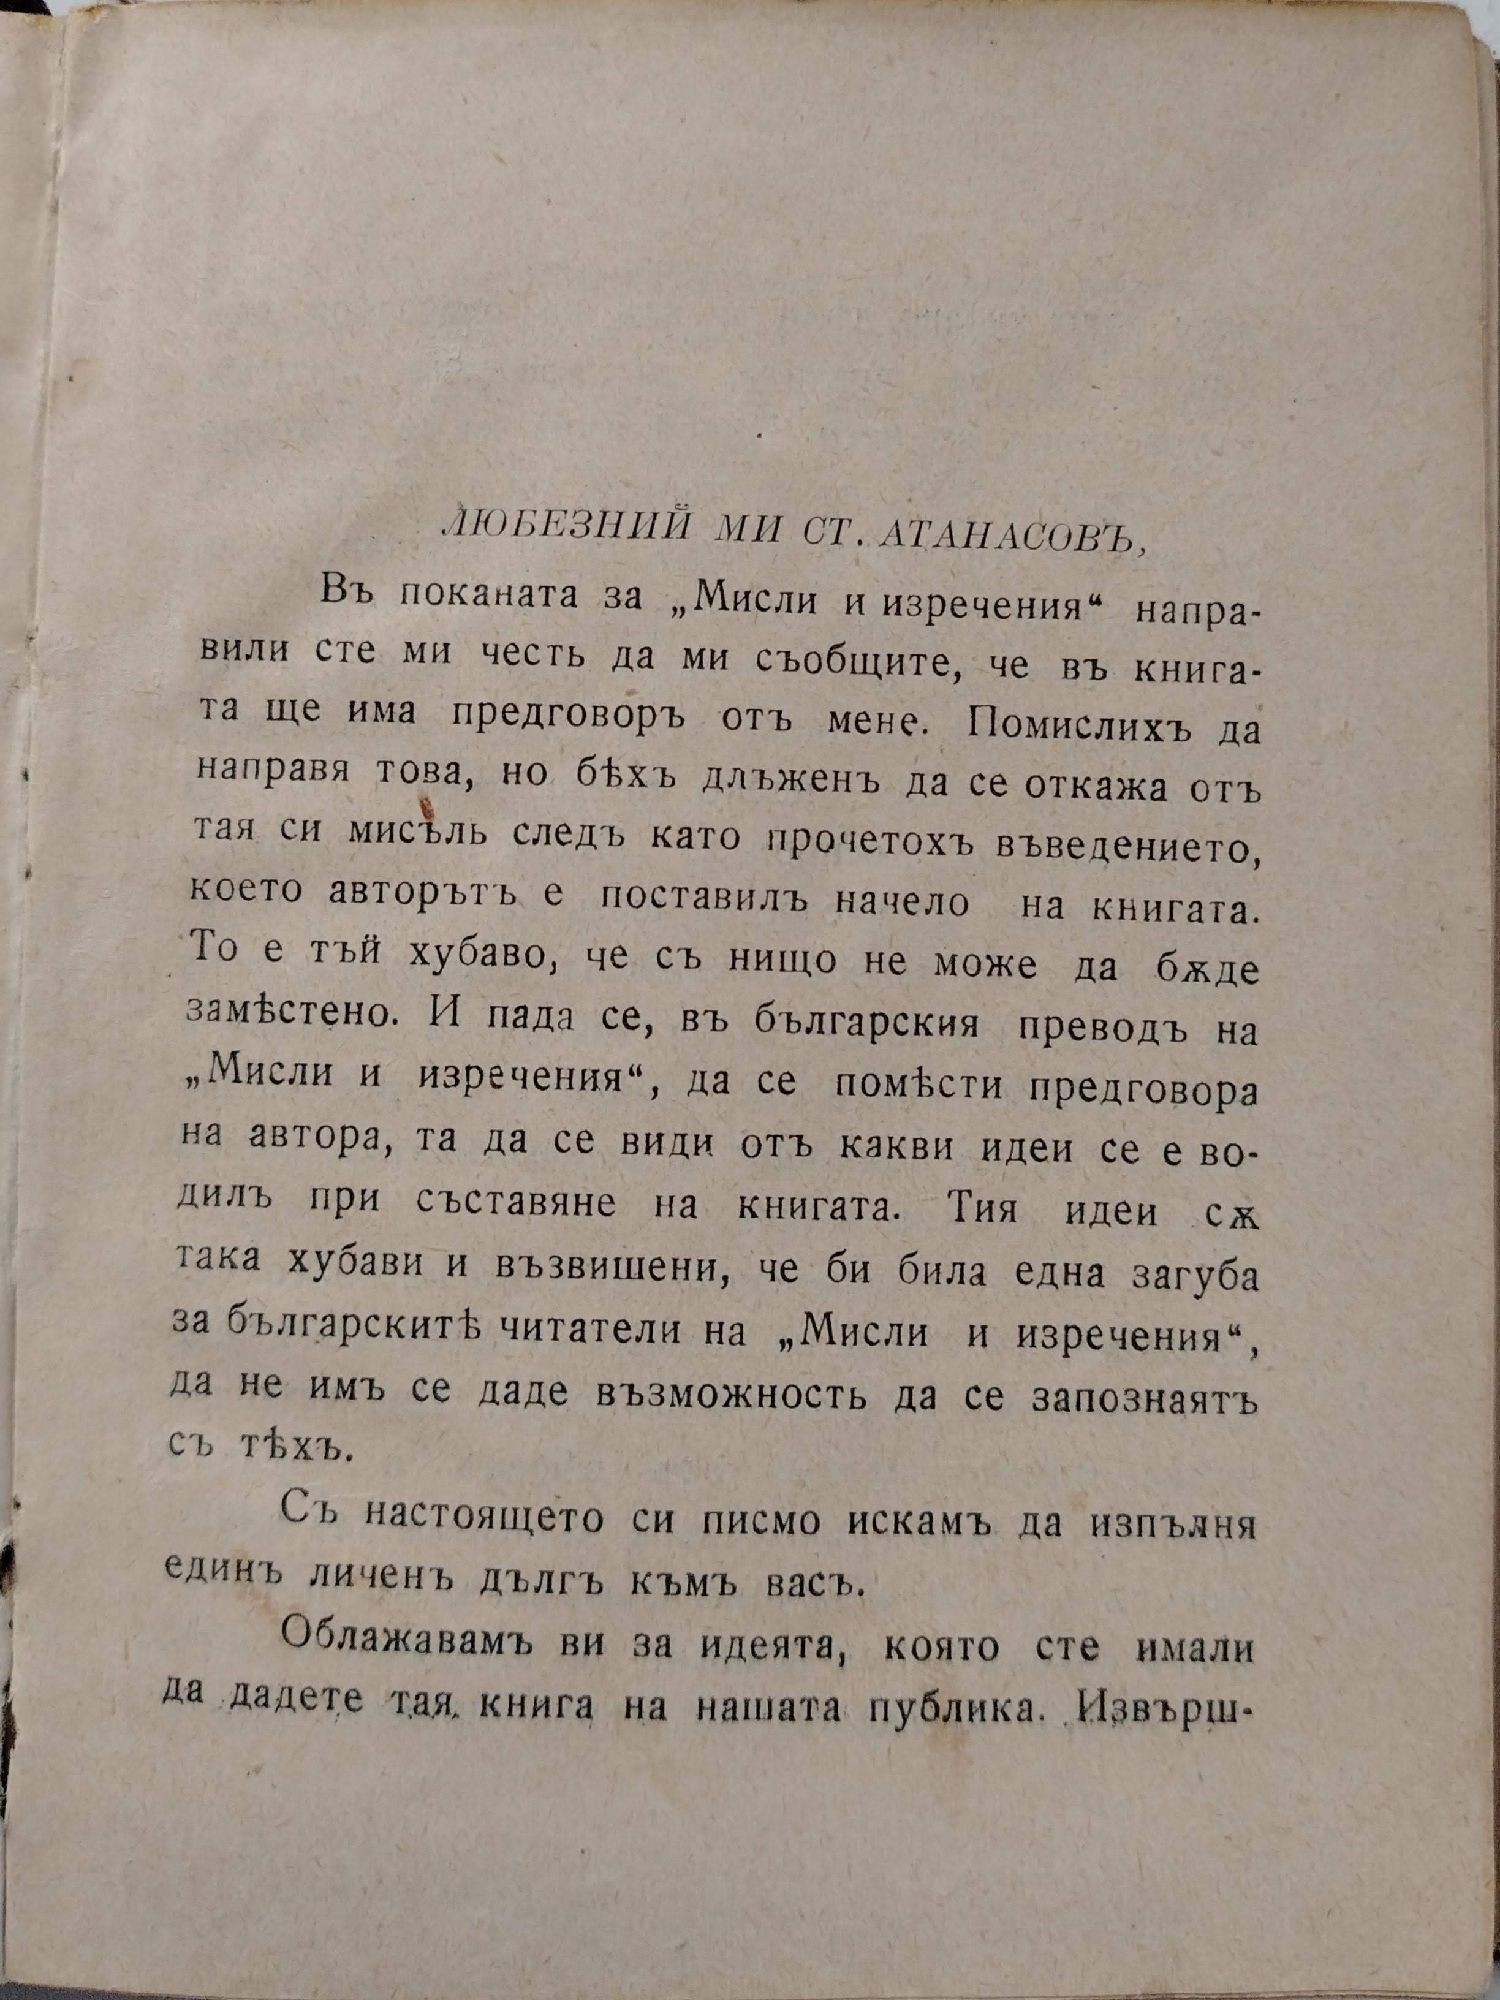 ЛЮБЕЗНИЙ МИ СТ. АТАНАСОВЪ,
Въ поканата за „Мисли и изречения“ напра-
вили сте ми честь да ми съобщите, че въ книга-
та ще има предговоръ отъ мене. Помислихъ да
направя това, но бѣхъ длъженъ да се откажа отъ
тая си мисъль следъ като прочетохъ въведението,
което авторътъ е поставилъ начело на книгата.
То е тъй хубаво, че съ нищо не може да бѫде
замѣстено. И пада се, въ българския преводъ на
„Мисли и изречения“, да се помѣсти предговора
на автора, та да се види отъ какви идеи се е во-
дилъ при съставяне на книгата. Тия идеи сѫ
така хубави и възвишени, че би била една загуба
за българскитѣ читатели на „Мисли и изречения“,
да не имъ се даде възможность да се запознаятъ
съ тѣхъ.
Съ настоящето си писмо искамъ да изпълня
единъ личенъ дългъ към​ъ васъ.
Облажавамъ ви за идеята, която сте имали
да дадете тая книга на нашата публика. Извърш-